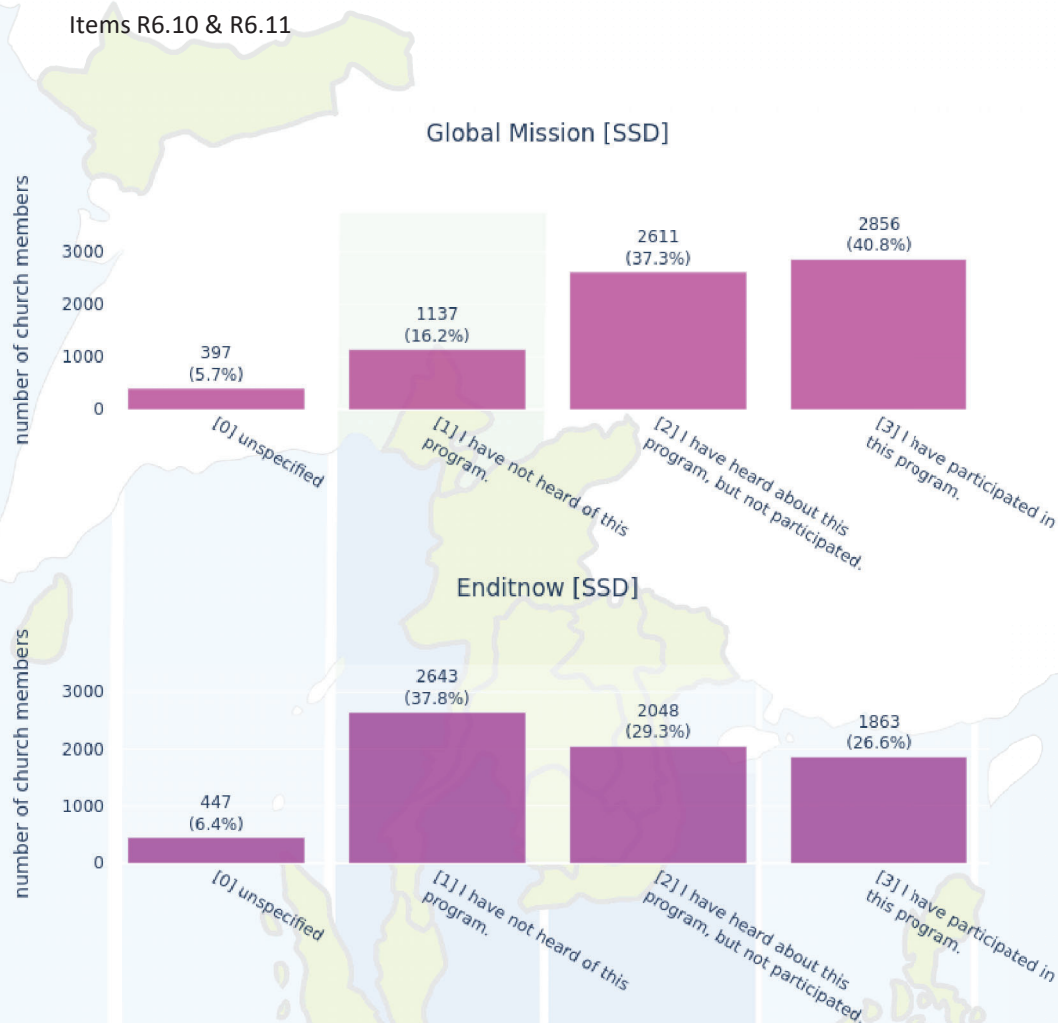 Items R6.10 & R6.11
Global Mission [SSD]
number of church members
3000
2000
1000
0
397
(5.7%)
1137
(16.2%)
2611
(37.3%)
2856
(40.8%)
[0] unspecified
[1] I have not heard of this
program.
[2] I have heard about this
program, but not participated.
[3] I have participated in
this program.
Enditnow [SSD]
number of church members
3000
2000
1000
0
447
(6.4%)
2643
(37.8%)
2048
(29.3%)
1863
(26.6%)
[0] unspecified
[1] I have not heard of this
program.
[2] I have heard about this
program, but not participated.
[3] I have participated in
this program.